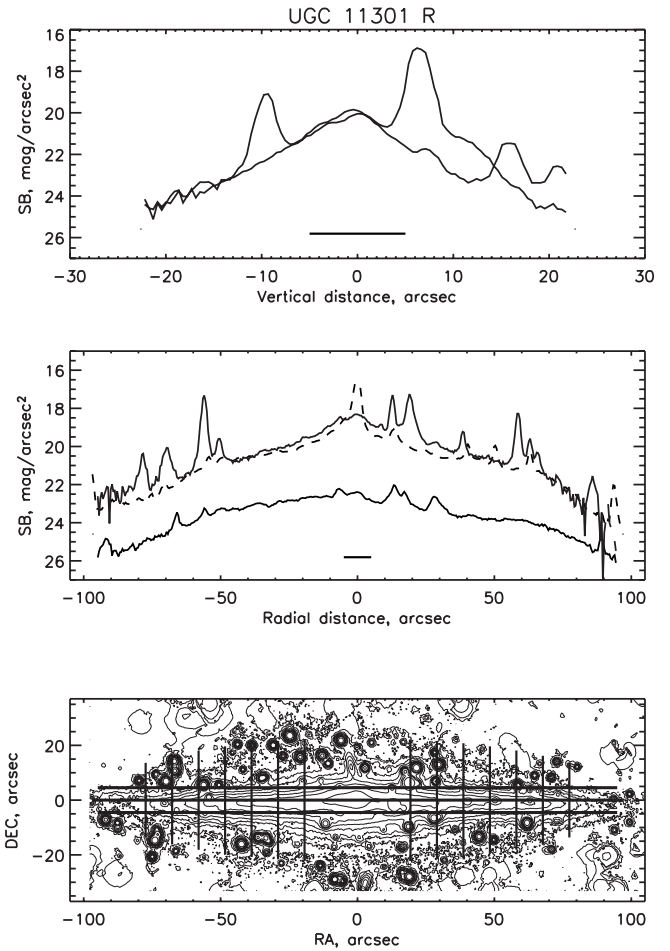 UGC 11301 R
16
18
20
22
24
26
SB, mag/arcsec²
−30 −20 −10 0 10 20 30
Vertical distance, arcsec
16
18
20
22
24
26
SB, mag/arcsec²
−100 −50 0 50 100
Radial distance, arcsec
20
0
−20
DEC, arcsec
−100 −50 0 50 100
RA, arcsec